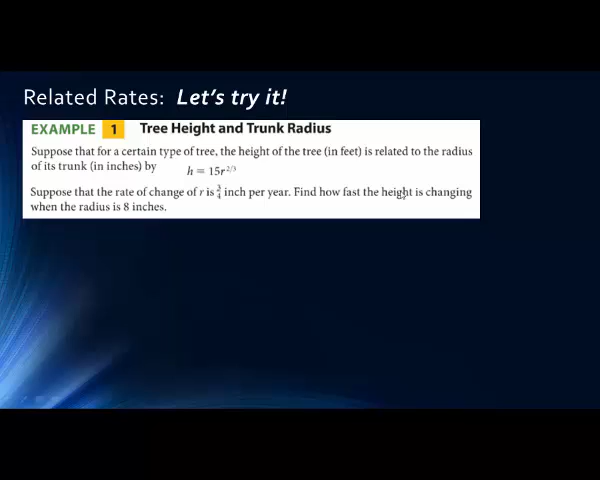 Related Rates: Let's try it!
EXAMPLE 1 Tree Height and Trunk Radius
Suppose that for a certain type of tree, the height of the tree (in feet) is related to the radius
of its trunk (in inches) by
h = 15r^{2/3}
Suppose that the rate of change of r is 3/4 inch per year. Find how fast the height is changing
when the radius is 8 inches.